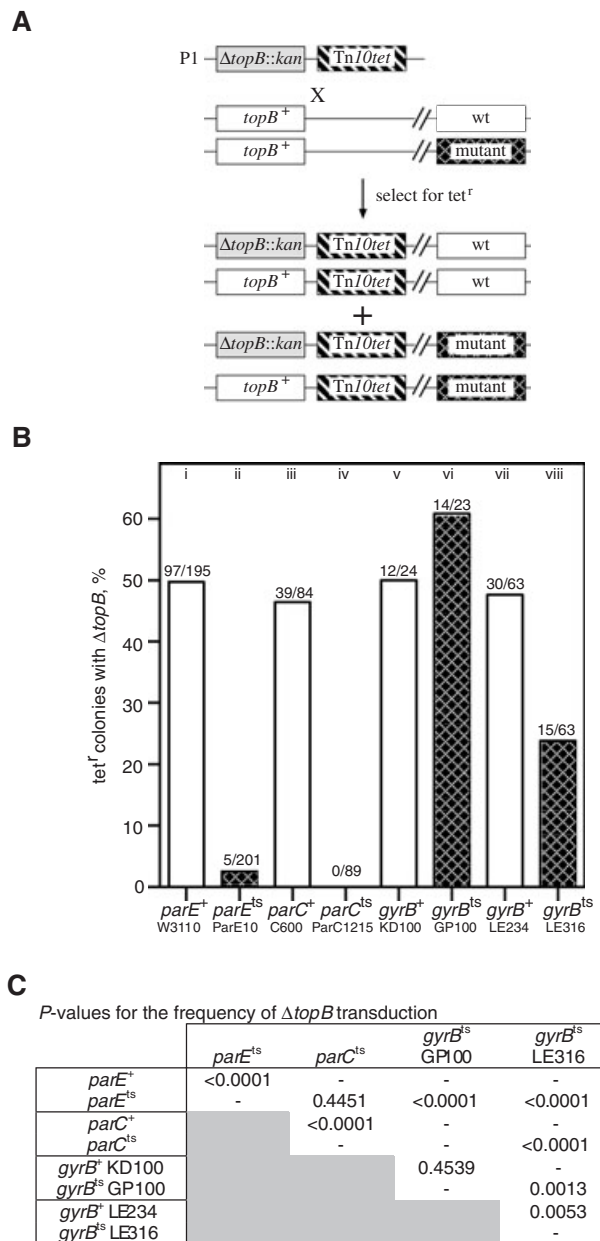 A
P1 ΔtopB::kan Tn10tet
X
topB⁺ wt
topB⁺ mutant
select for tetʳ
ΔtopB::kan Tn10tet wt
topB⁺ Tn10tet wt
+
ΔtopB::kan Tn10tet mutant
topB⁺ Tn10tet mutant
B
i ii iii iv v vi vii viii
tetʳ colonies with ΔtopB, %
60
50
40
30
20
10
0
97/195 5/201 39/84 0/89 12/24 14/23 30/63 15/63
parE⁺ parEᵗˢ parC⁺ parCᵗˢ gyrB⁺ gyrBᵗˢ gyrB⁺ gyrBᵗˢ
W3110 ParE10 C600 ParC1215 KD100 GP100 LE234 LE316
C
P-values for the frequency of ΔtopB transduction
parEᵗˢ parCᵗˢ gyrBᵗˢ GP100 gyrBᵗˢ LE316
parE⁺ <0.0001 - - -
parEᵗˢ - 0.4451 <0.0001 <0.0001
parC⁺ <0.0001 - -
parCᵗˢ - - <0.0001
gyrB⁺ KD100 0.4539 -
gyrBᵗˢ GP100 - 0.0013
gyrB⁺ LE234 0.0053
gyrBᵗˢ LE316 -